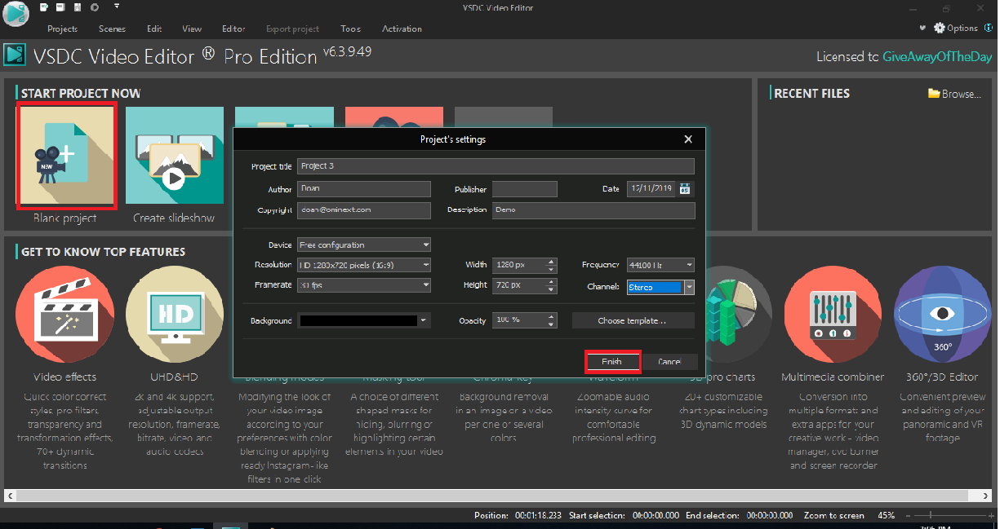 VSDC Video Editor
Projects Scenes Edit View Editor Export project Tools Activation Options
VSDC Video Editor ® Pro Edition v6.3.9.49
Licensed to GiveAwayOfTheDay
START PROJECT NOW
RECENT FILES
Browse...
NEW
Blank project
Create slideshow
Project's settings
Project title Project 3
Author Doan Publisher Date 12/11/2019
Copyright doan@ominext.com Description Demo
Device Free configuration
Resolution HD 1280x720 pixels (16:9) Width 1280 px Frequency 44100 Hz
Framerate 30 fps Height 720 px Channels Stereo
Background Opacity 100 % Choose template...
Finish Cancel
GET TO KNOW TOP FEATURES
HD
360°
Video effects
Quick color correct
styles, pro filters,
transparency and
transformation effects,
70+ dynamic
transitions
UHD&HD
2k and 4k support,
adjustable output
resolution, framerate,
bitrate, video and
audio codecs
Blending modes
Modifying the look of
your video image
according to your
preferences with color
blending or applying
ready Instagram-like
filters in one click
Masking tool
A choice of different
shaped masks for
hiding, blurring or
highlighting certain
elements in your video
Chroma key
Background removal
in an image or a video
per one or several
colors
Waveform
Zoomable audio
intensity curve for
comfortable
professional editing
3D pro charts
20+ customizable
chart types including
3D dynamic models
Multimedia combiner
Conversion into
multiple formats and
extra apps for your
creative work - video
manager, dvd burner
and screen recorder
360°/3D Editor
Convenient preview
and editing of your
panoramic and VR
footage
Position: 00:01:18.233 Start selection: 00:00:00.000 End selection: 00:00:00.000 Zoom to screen 45%